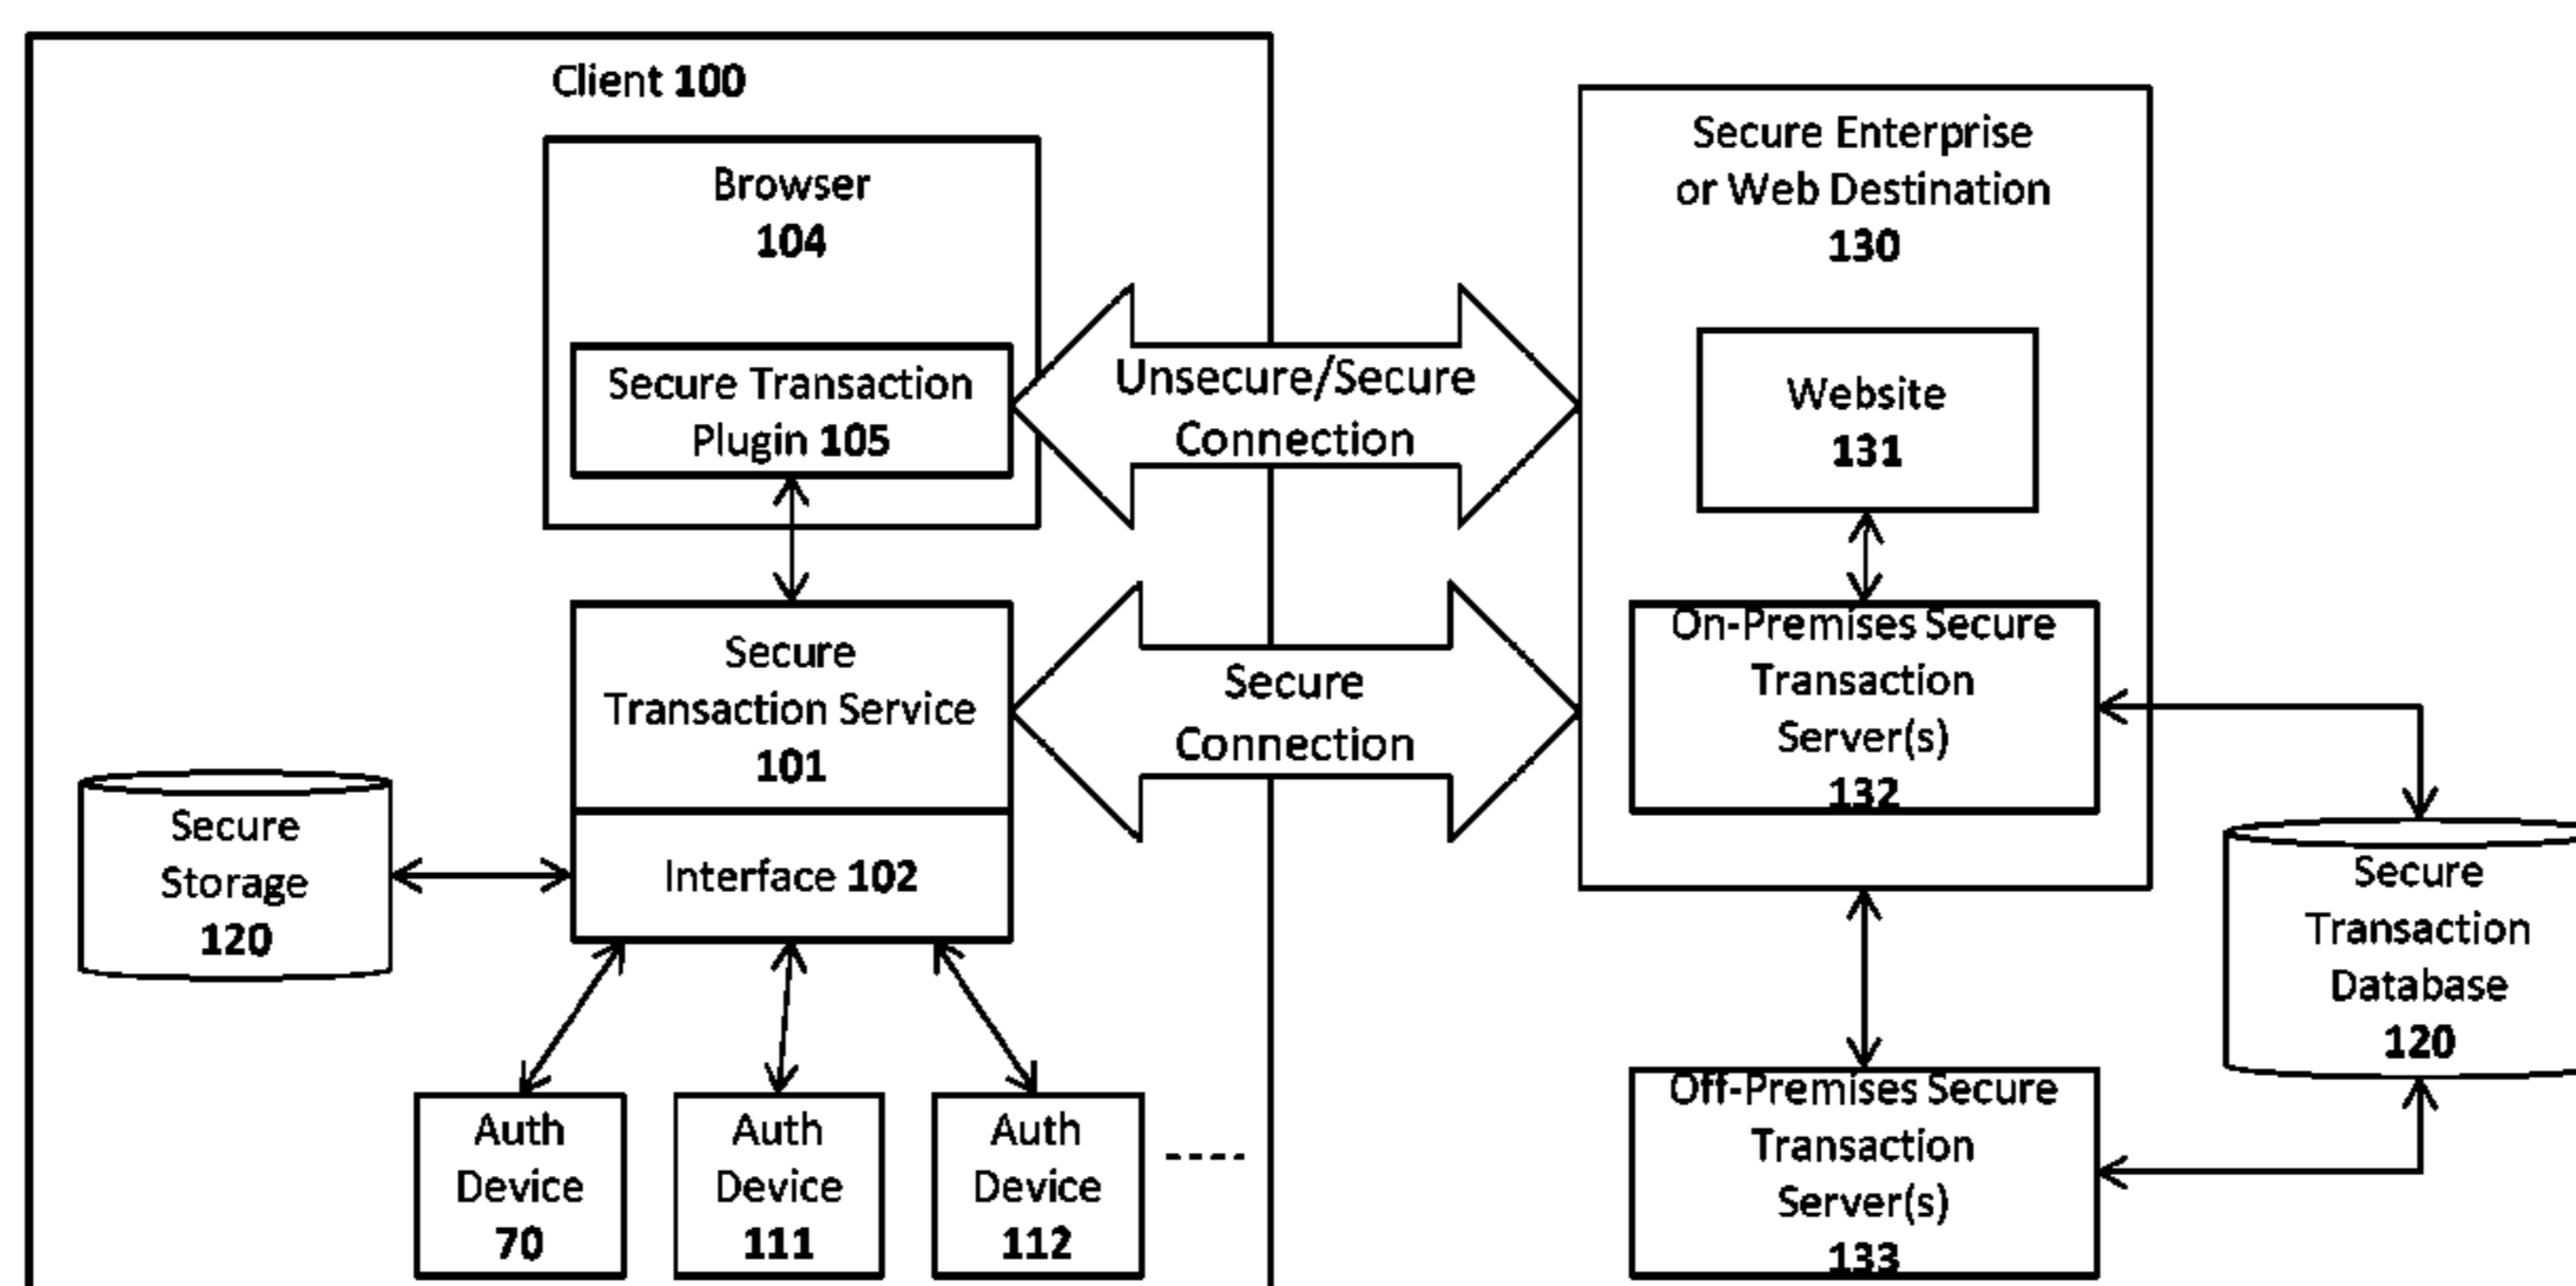 Client 100
Browser
104
Secure Transaction
Plugin 105
Unsecure/Secure
Connection
Secure
Transaction Service
101
Interface 102
Secure
Connection
Secure
Storage
120
Auth
Device
70
Auth
Device
111
Auth
Device
112
----
Secure Enterprise
or Web Destination
130
Website
131
On-Premises Secure
Transaction
Server(s)
132
Secure
Transaction
Database
120
Off-Premises Secure
Transaction
Server(s)
133